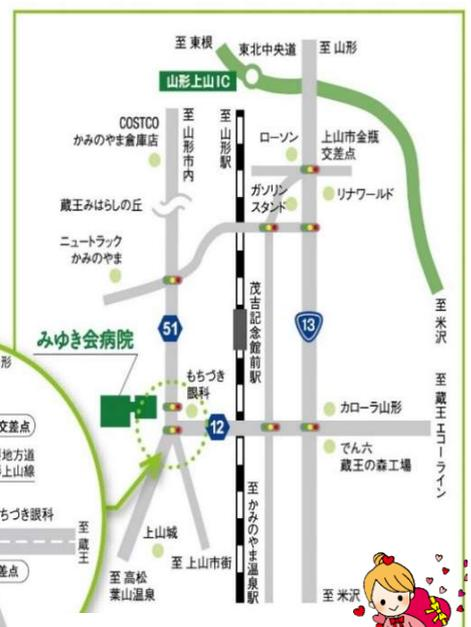 至 東根
東北中央道
至 山形
山形上山IC
COSTCO
かみのやま倉庫店
至 山形市内
至 山形駅
ローソン
上山市金瓶
交差点
ガソリン
スタンド
リナワールド
蔵王みはらしの丘
ニュートラック
かみのやま
茂吉記念館前駅
51
13
至 米沢
みゆき会病院
もちづき
眼科
12
カローラ山形
至 蔵王エコーライン
でん六
蔵王の森工場
形
交差点
地方道
上山線
ちづき眼科
至 蔵王
差点
上山城
至 上山市街
至 高松
葉山温泉
至 かみのやま温泉駅
至 米沢